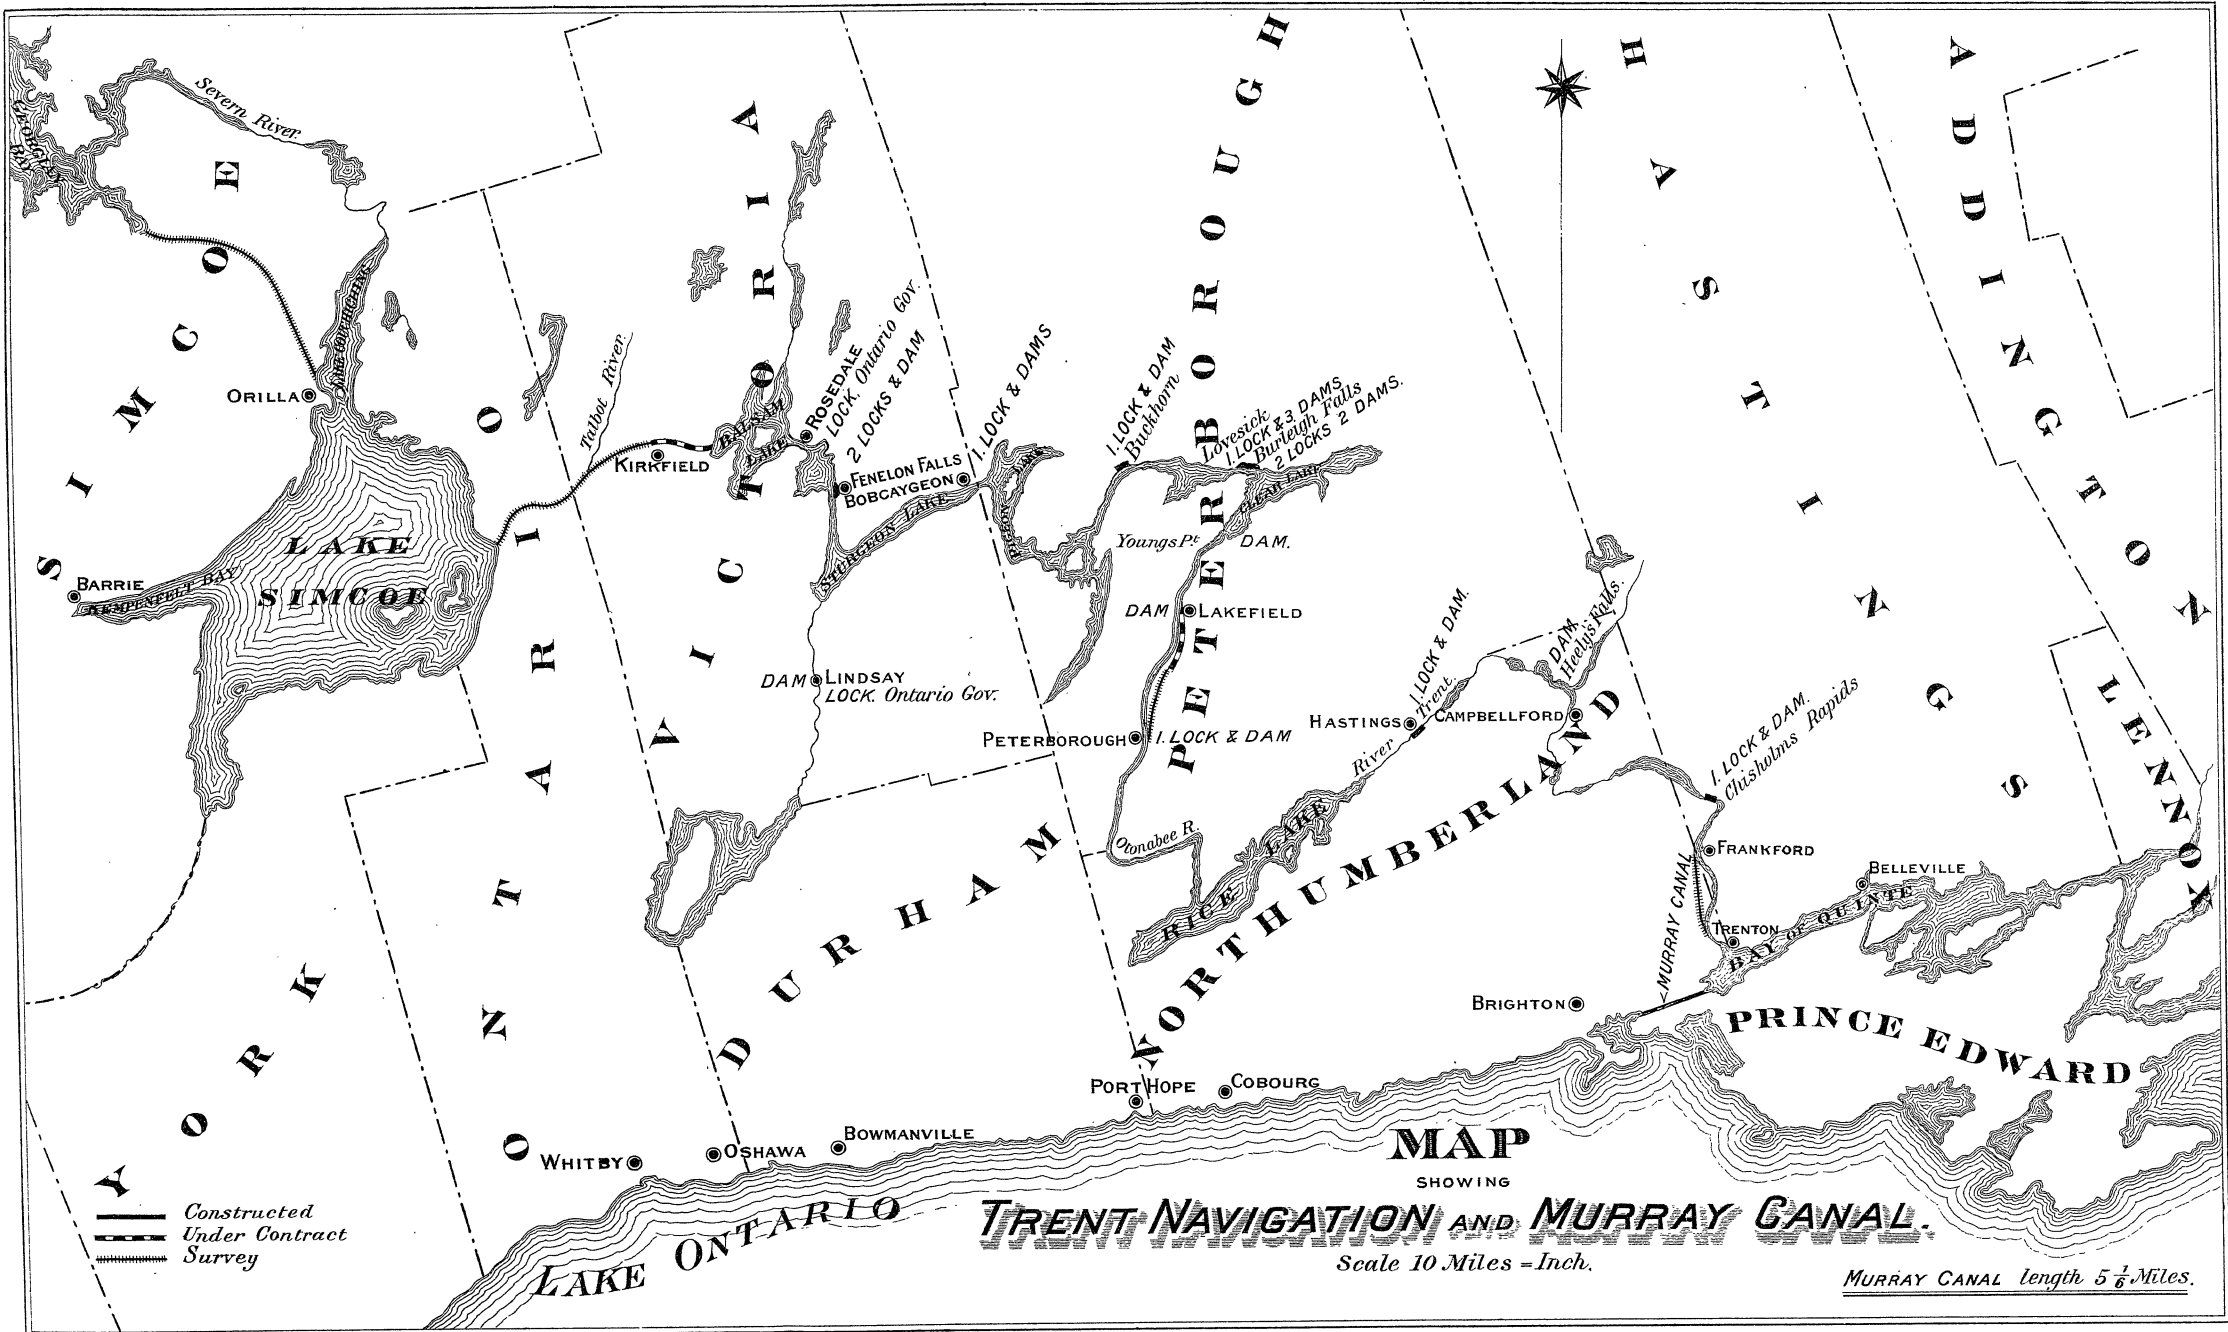 GEORGIAN
BAY
Severn River.
SIMCOE
LAKE COUCHICHING
ORILLA
BARRIE
KEMPENFELT BAY
LAKE
SIMCOE
YORK
ONTARIO
Talbot River.
KIRKFIELD
VICTORIA
BALSAM
LAKE
ROSEDALE
LOCK. Ontario Gov.
2 LOCKS & DAM
FENELON FALLS
BOBCAYGEON
1. LOCK & DAMS
STURGEON LAKE
PIGEON LAKE
DAM
LINDSAY
LOCK. Ontario Gov.
DURHAM
PETERBOROUGH
1. LOCK & DAM
Buckhorn
Lovesick
1. LOCK & 3 DAMS
Burleigh Falls
2 LOCKS 2 DAMS.
CLEAR LAKE
Youngs Pt.
DAM.
DAM
LAKEFIELD
PETERBOROUGH
1. LOCK & DAM
Otonabee R.
RICE LAKE
River Trent.
HASTINGS
1. LOCK & DAM.
CAMPBELLFORD
DAM.
Heely's Falls.
NORTHUMBERLAND
HASTINGS
ADDINGTON
LENNOX
1. LOCK & DAM.
Chisholms Rapids
FRANKFORD
BELLEVILLE
TRENTON
BAY OF QUINTE
MURRAY CANAL
BRIGHTON
PRINCE EDWARD
PORT HOPE
COBOURG
BOWMANVILLE
OSHAWA
WHITBY
LAKE ONTARIO
Constructed
Under Contract
Survey
MAP
SHOWING
TRENT NAVIGATION AND MURRAY CANAL.
Scale 10 Miles = Inch.
MURRAY CANAL length 5 1/6 Miles.